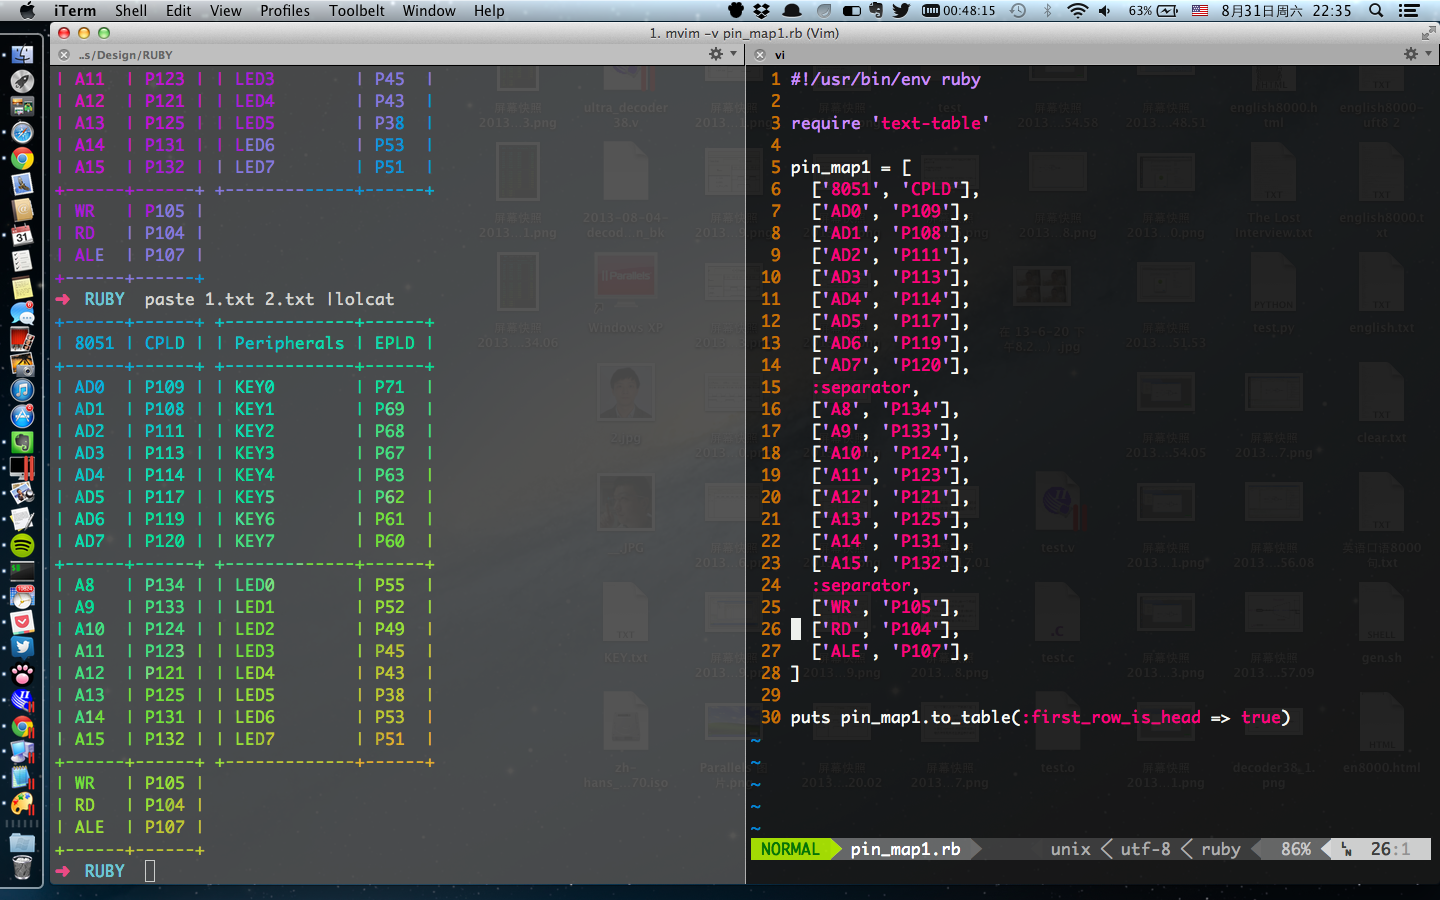 iTerm Shell Edit View Profiles Toolbelt Window Help 00:48:15 63% 8月31日周六 22:35
1. mvim -v pin_map1.rb (Vim)
..s/Design/RUBY
| A11 | P123 | | LED3 | P45 |
| A12 | P121 | | LED4 | P43 |
| A13 | P125 | | LED5 | P38 |
| A14 | P131 | | LED6 | P53 |
| A15 | P132 | | LED7 | P51 |
+------+------+ +-------------+------+
| WR | P105 |
| RD | P104 |
| ALE | P107 |
+------+------+
➜ RUBY paste 1.txt 2.txt |lolcat
+------+------+ +-------------+------+
| 8051 | CPLD | | Peripherals | EPLD |
+------+------+ +-------------+------+
| AD0 | P109 | | KEY0 | P71 |
| AD1 | P108 | | KEY1 | P69 |
| AD2 | P111 | | KEY2 | P68 |
| AD3 | P113 | | KEY3 | P67 |
| AD4 | P114 | | KEY4 | P63 |
| AD5 | P117 | | KEY5 | P62 |
| AD6 | P119 | | KEY6 | P61 |
| AD7 | P120 | | KEY7 | P60 |
+------+------+ +-------------+------+
| A8 | P134 | | LED0 | P55 |
| A9 | P133 | | LED1 | P52 |
| A10 | P124 | | LED2 | P49 |
| A11 | P123 | | LED3 | P45 |
| A12 | P121 | | LED4 | P43 |
| A13 | P125 | | LED5 | P38 |
| A14 | P131 | | LED6 | P53 |
| A15 | P132 | | LED7 | P51 |
+------+------+ +-------------+------+
| WR | P105 |
| RD | P104 |
| ALE | P107 |
+------+------+
➜ RUBY
vi
1 #!/usr/bin/env ruby
2
3 require 'text-table'
4
5 pin_map1 = [
6 ['8051', 'CPLD'],
7 ['AD0', 'P109'],
8 ['AD1', 'P108'],
9 ['AD2', 'P111'],
10 ['AD3', 'P113'],
11 ['AD4', 'P114'],
12 ['AD5', 'P117'],
13 ['AD6', 'P119'],
14 ['AD7', 'P120'],
15 :separator,
16 ['A8', 'P134'],
17 ['A9', 'P133'],
18 ['A10', 'P124'],
19 ['A11', 'P123'],
20 ['A12', 'P121'],
21 ['A13', 'P125'],
22 ['A14', 'P131'],
23 ['A15', 'P132'],
24 :separator,
25 ['WR', 'P105'],
26 ['RD', 'P104'],
27 ['ALE', 'P107'],
28 ]
29
30 puts pin_map1.to_table(:first_row_is_head => true)
~
~
~
~
~
NORMAL pin_map1.rb unix utf-8 ruby 86% LN 26:1